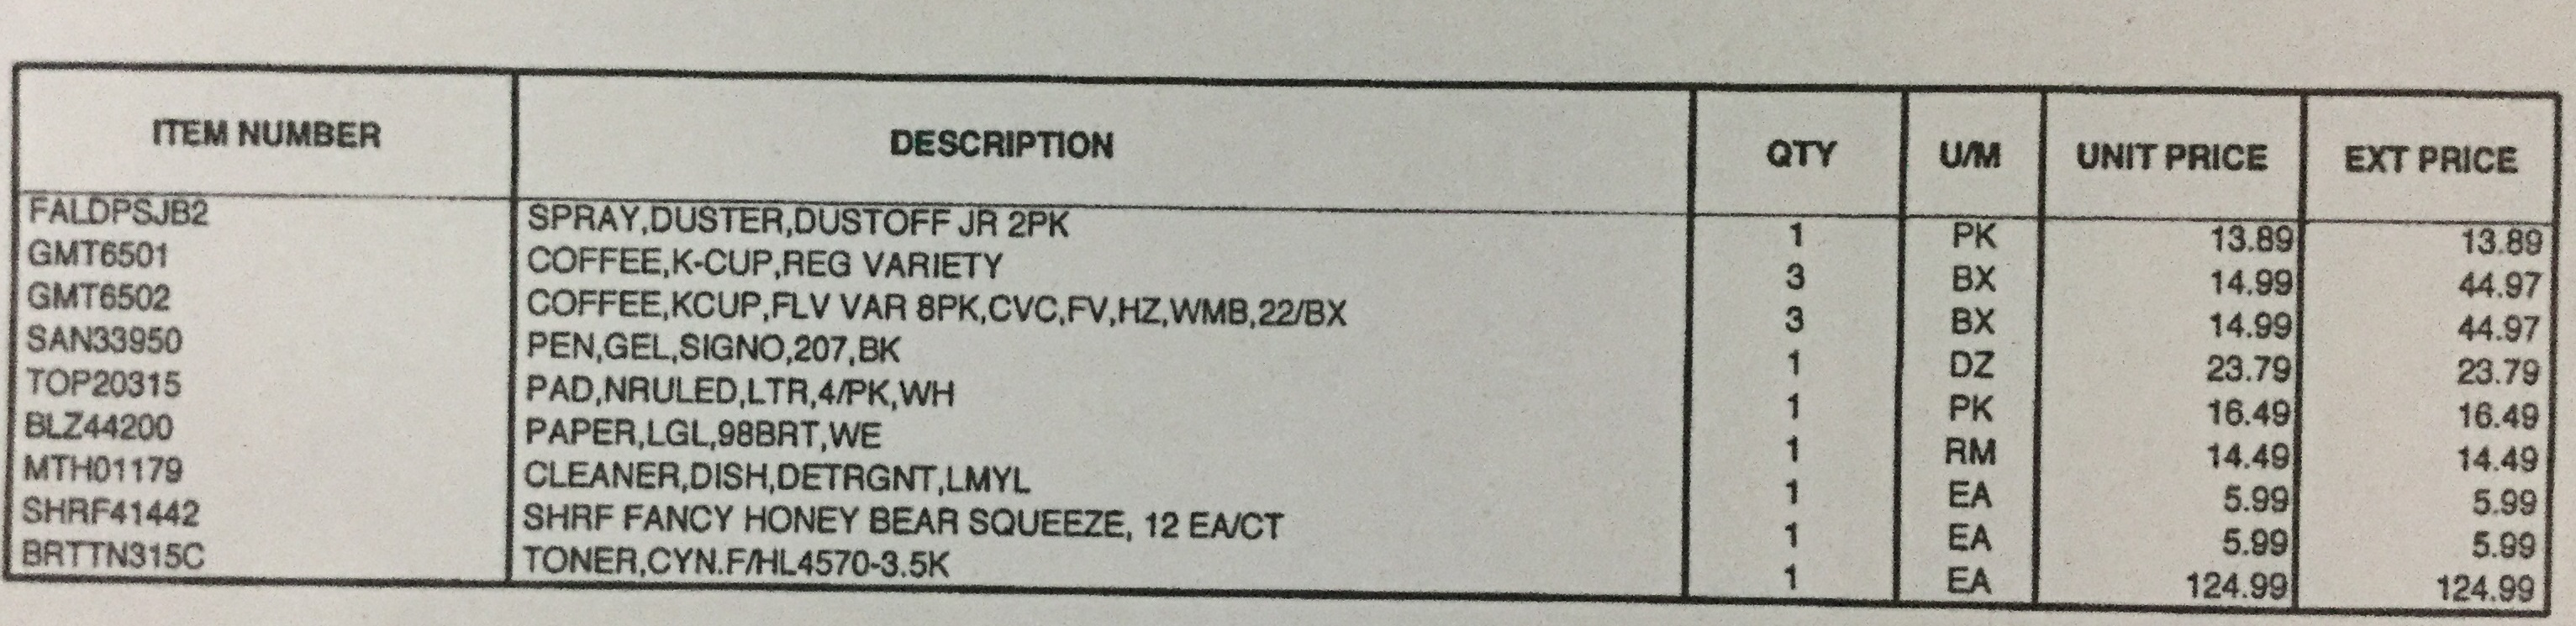 ITEM NUMBER DESCRIPTION QTY U/M UNIT PRICE EXT PRICE
FALDPSJB2 SPRAY,DUSTER,DUSTOFF JR 2PK 1 PK 13.89 13.89
GMT6501 COFFEE,K-CUP,REG VARIETY 3 BX 14.99 44.97
GMT6502 COFFEE,KCUP,FLV VAR 8PK,CVC,FV,HZ,WMB,22/BX 3 BX 14.99 44.97
SAN33950 PEN,GEL,SIGNO,207,BK 1 DZ 23.79 23.79
TOP20315 PAD,NRULED,LTR,4/PK,WH 1 PK 16.49 16.49
BLZ44200 PAPER,LGL,98BRT,WE 1 RM 14.49 14.49
MTH01179 CLEANER,DISH,DETRGNT,LMYL 1 EA 5.99 5.99
SHRF41442 SHRF FANCY HONEY BEAR SQUEEZE, 12 EA/CT 1 EA 5.99 5.99
BRTTN315C TONER,CYN.F/HL4570-3.5K 1 EA 124.99 124.99